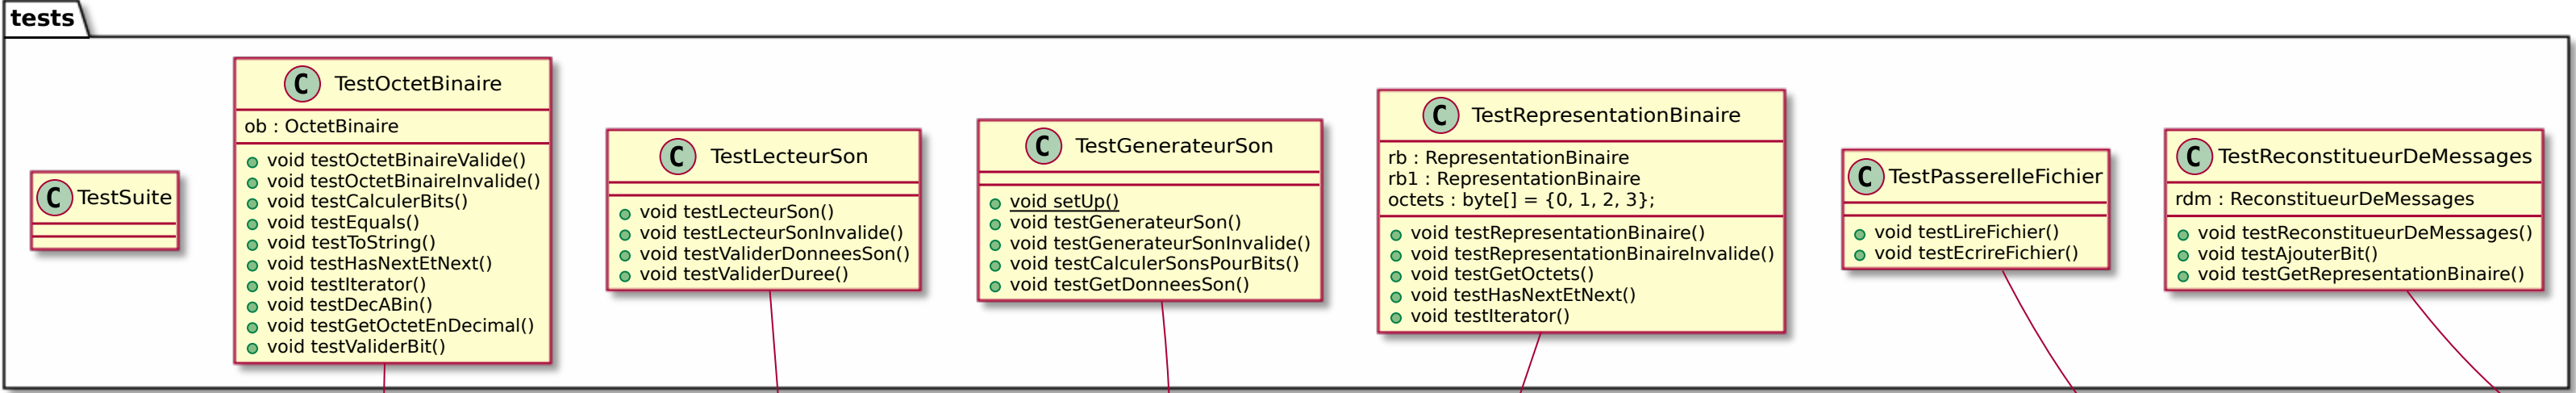 tests
C TestSuite
C TestOctetBinaire
ob : OctetBinaire
void testOctetBinaireValide()
void testOctetBinaireInvalide()
void testCalculerBits()
void testEquals()
void testToString()
void testHasNextEtNext()
void testIterator()
void testDecABin()
void testGetOctetEnDecimal()
void testValiderBit()
C TestLecteurSon
void testLecteurSon()
void testLecteurSonInvalide()
void testValiderDonneesSon()
void testValiderDuree()
C TestGenerateurSon
void setUp()
void testGenerateurSon()
void testGenerateurSonInvalide()
void testCalculerSonsPourBits()
void testGetDonneesSon()
C TestRepresentationBinaire
rb : RepresentationBinaire
rb1 : RepresentationBinaire
octets : byte[] = {0, 1, 2, 3};
void testRepresentationBinaire()
void testRepresentationBinaireInvalide()
void testGetOctets()
void testHasNextEtNext()
void testIterator()
C TestPasserelleFichier
void testLireFichier()
void testEcrireFichier()
C TestReconstitueurDeMessages
rdm : ReconstitueurDeMessages
void testReconstitueurDeMessages()
void testAjouterBit()
void testGetRepresentationBinaire()